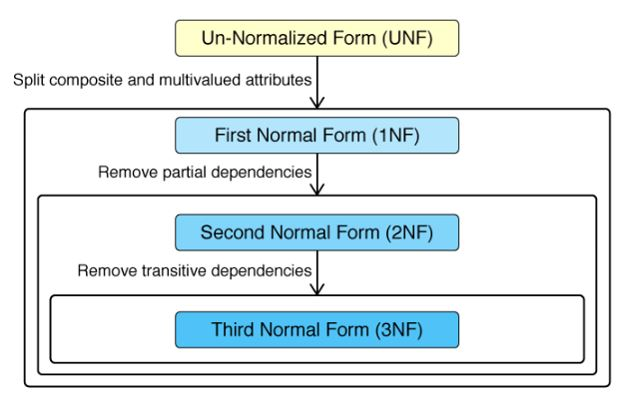 Un-Normalized Form (UNF)
Split composite and multivalued attributes
First Normal Form (1NF)
Remove partial dependencies
Second Normal Form (2NF)
Remove transitive dependencies
Third Normal Form (3NF)